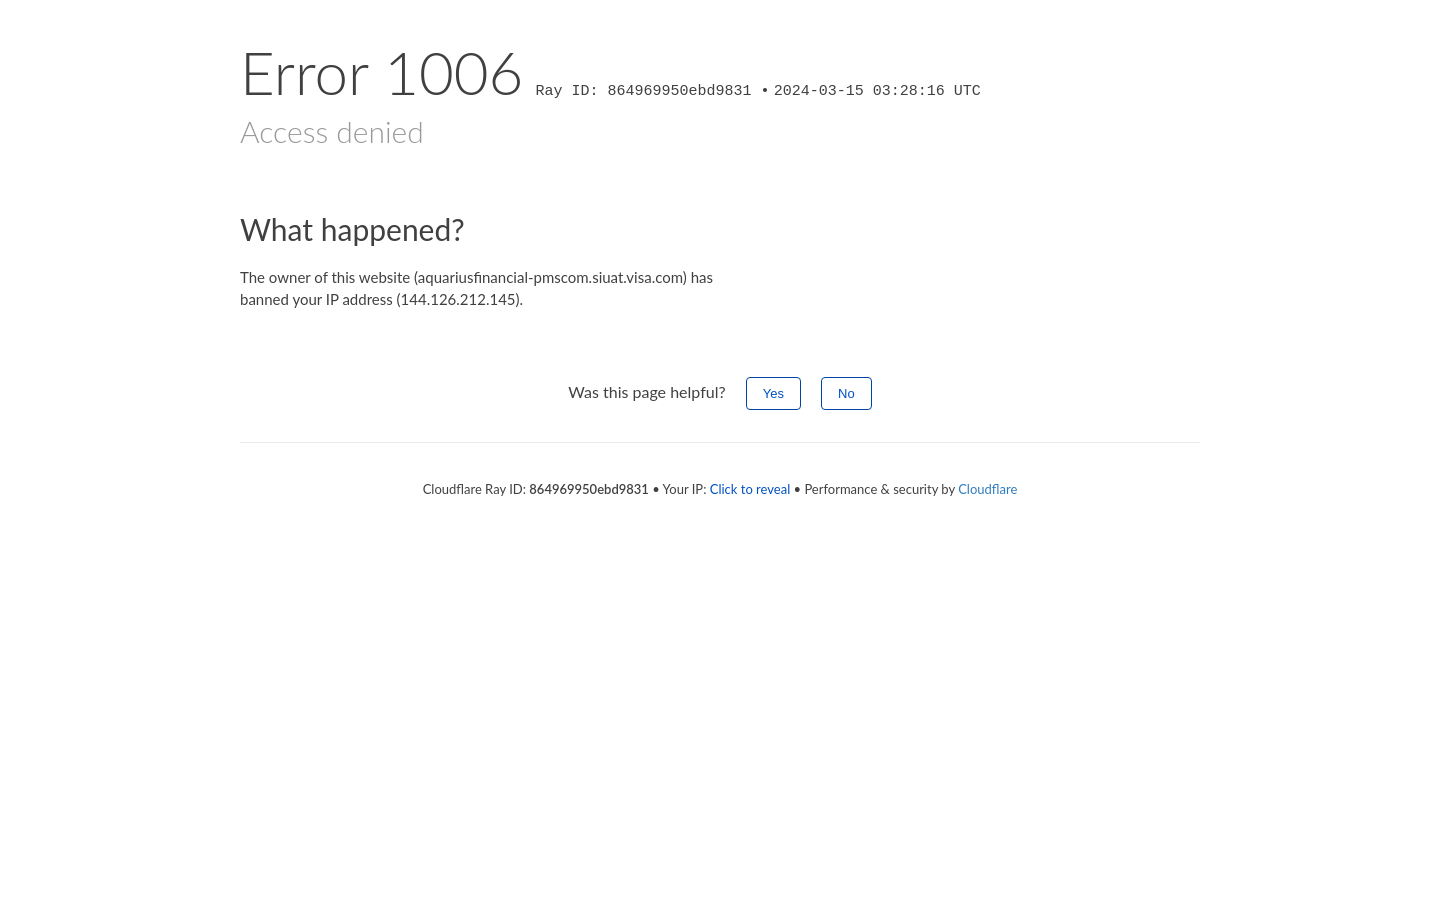 Error 1006 Ray ID: 864969950ebd9831 • 2024-03-15 03:28:16 UTC
Access denied
What happened?
The owner of this website (aquariusfinancial-pmscom.siuat.visa.com) has
banned your IP address (144.126.212.145).
Was this page helpful? Yes No
Cloudflare Ray ID: 864969950ebd9831 • Your IP: Click to reveal • Performance & security by Cloudflare